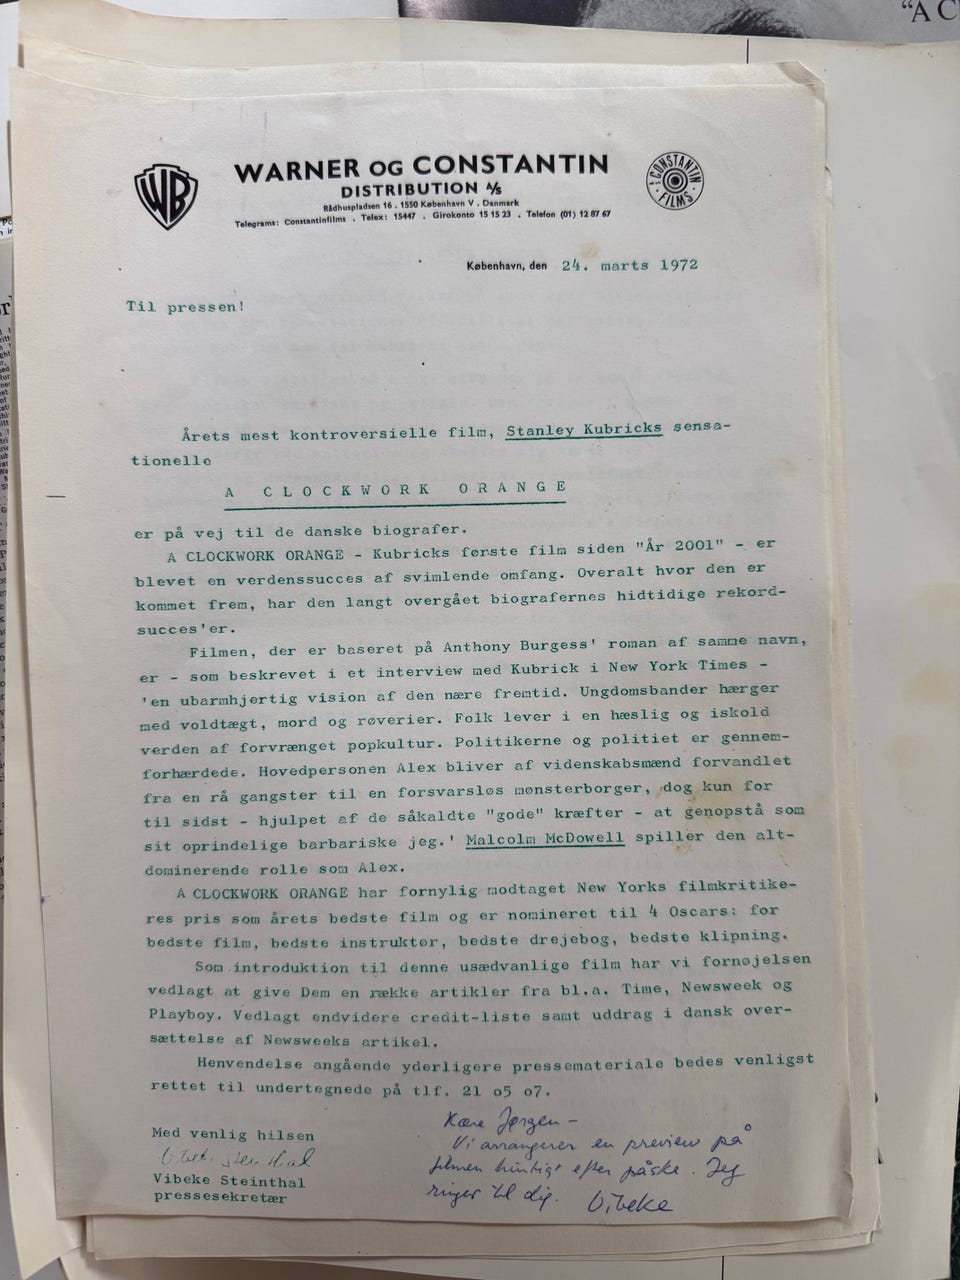 "A C
WB
WARNER OG CONSTANTIN
DISTRIBUTION A/S
Rådhuspladsen 16 . 1550 København V . Danmark
Telegrams: Constantinfilms . Telex: 15447 . Girokonto 15 15 23 . Telefon (01) 12 87 67
CONSTANTIN
FILMS
København, den 24. marts 1972
Til pressen!
Årets mest kontroversielle film, Stanley Kubricks sensa-
tionelle
A CLOCKWORK ORANGE
er på vej til de danske biografer.
A CLOCKWORK ORANGE - Kubricks første film siden "År 2001" - er
blevet en verdenssucces af svimlende omfang. Overalt hvor den er
kommet frem, har den langt overgået biografernes hidtidige rekord-
succes'er.
Filmen, der er baseret på Anthony Burgess' roman af samme navn,
er - som beskrevet i et interview med Kubrick i New York Times -
'en ubarmhjertig vision af den nære fremtid. Ungdomsbander hærger
med voldtægt, mord og røverier. Folk lever i en hæslig og iskold
verden af forvrænget popkultur. Politikerne og politiet er gennem-
forhærdede. Hovedpersonen Alex bliver af videnskabsmænd forvandlet
fra en rå gangster til en forsvarsløs mønsterborger, dog kun for
til sidst - hjulpet af de såkaldte "gode" kræfter - at genopstå som
sit oprindelige barbariske jeg.' Malcolm McDowell spiller den alt-
dominerende rolle som Alex.
A CLOCKWORK ORANGE har fornylig modtaget New Yorks filmkritike-
res pris som årets bedste film og er nomineret til 4 Oscars: for
bedste film, bedste instruktør, bedste drejebog, bedste klipning.
Som introduktion til denne usædvanlige film har vi fornøjelsen
vedlagt at give Dem en række artikler fra bl.a. Time, Newsweek og
Playboy. Vedlagt endvidere credit-liste samt uddrag i dansk over-
sættelse af Newsweeks artikel.
Henvendelse angående yderligere pressemateriale bedes venligst
rettet til undertegnede på tlf. 21 o5 o7.
Med venlig hilsen
Vibeke Steinthal
Vibeke Steinthal
pressesekretær
Kære Jørgen -
Vi arrangerer en preview på
filmen hurtigt efter påske. Jeg
ringer til dig. Vibeke